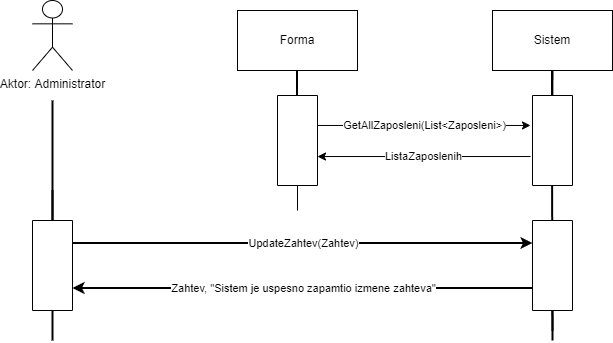 Forma
Sistem
Aktor: Administrator
GetAllZaposleni(List<Zaposleni>)
ListaZaposlenih
UpdateZahtev(Zahtev)
Zahtev, "Sistem je uspesno zapamtio izmene zahteva"